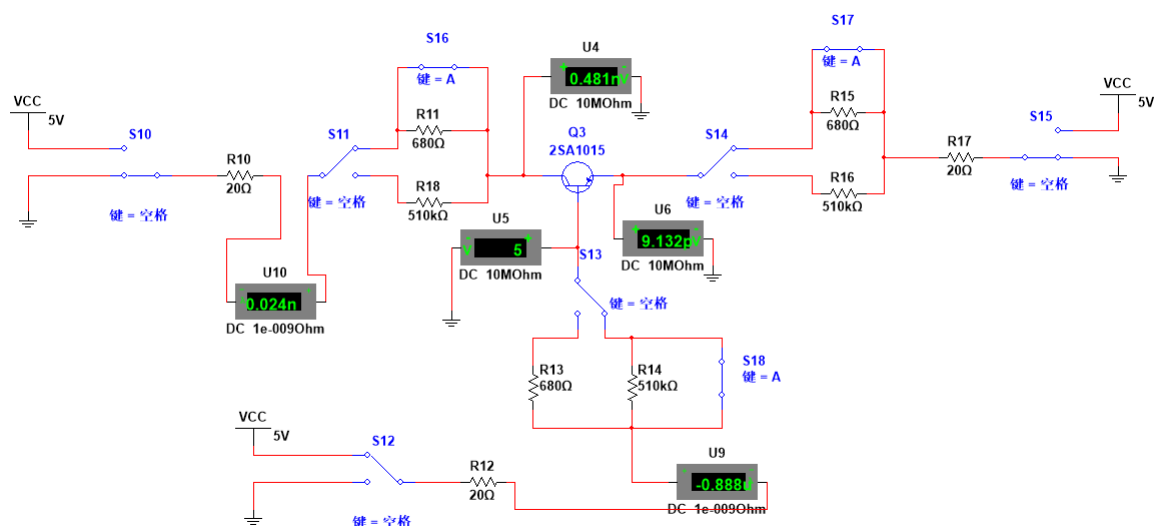 S16
键 = A
U4
+ -
0.481n V
DC 10MOhm
S17
键 = A
VCC
5V
S10
R10
20Ω
键 = 空格
S11
键 = 空格
R11
680Ω
R18
510kΩ
Q3
2SA1015
S14
键 = 空格
R15
680Ω
R16
510kΩ
R17
20Ω
S15
键 = 空格
VCC
5V
U5
- +
V 5
DC 10MOhm
U6
+ -
9.132p V
DC 10MOhm
S13
键 = 空格
U10
0.024n
DC 1e-009Ohm
R13
680Ω
R14
510kΩ
S18
键 = A
VCC
5V
S12
键 = 空格
R12
20Ω
U9
-0.888u
DC 1e-009Ohm